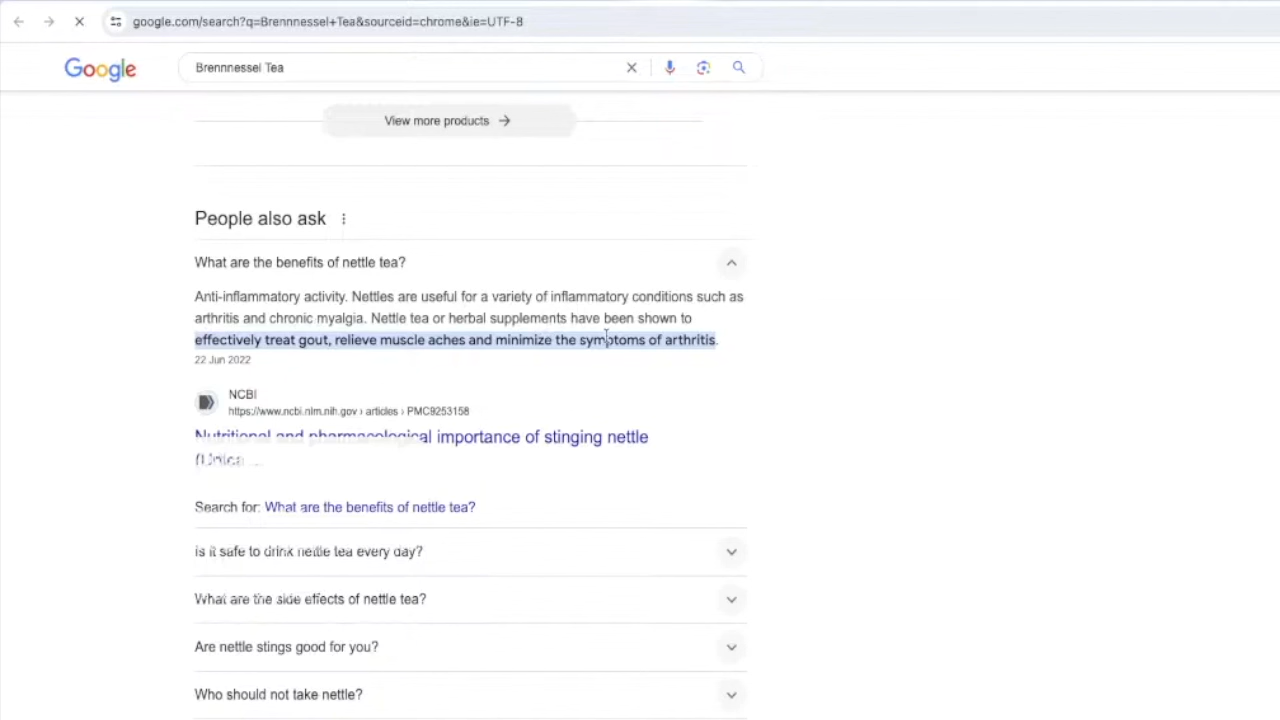 google.com/search?q=Brennnessel+Tea&sourceid=chrome&ie=UTF-8
Google
Brennnessel Tea
View more products
People also ask
What are the benefits of nettle tea?
Anti-inflammatory activity. Nettles are useful for a variety of inflammatory conditions such as
arthritis and chronic myalgia. Nettle tea or herbal supplements have been shown to
effectively treat gout, relieve muscle aches and minimize the symptoms of arthritis.
22 Jun 2022
NCBI
https://www.ncbi.nlm.nih.gov › articles › PMC9253158
Nutritional and pharmacological importance of stinging nettle
(Urtica ...
Search for: What are the benefits of nettle tea?
Is it safe to drink nettle tea every day?
What are the side effects of nettle tea?
Are nettle stings good for you?
Who should not take nettle?